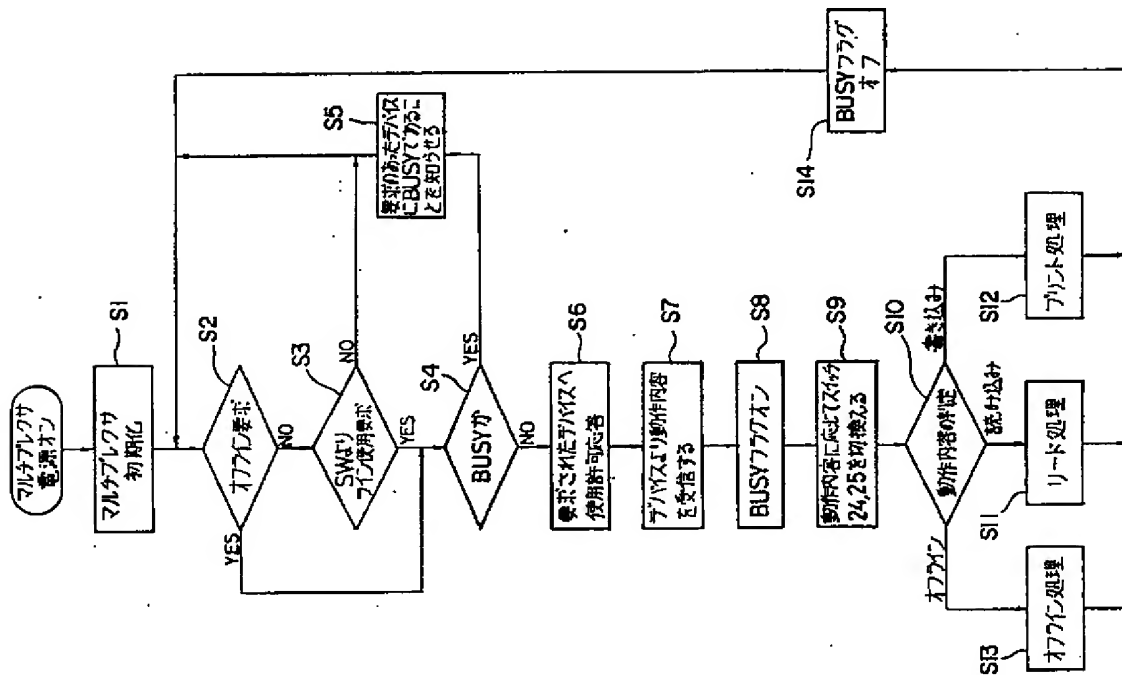 マルチプレクサ
電源オン
S1
マルチプレクサ
初期化
S2
オフライン要求
YES
NO
S3
SWより
ライン使用要求
NO
YES
S4
BUSYか
YES
NO
S5
要求のあったデバイス
にBUSYであるこ
とを知らせる
S6
要求されたデバイスへ
使用許可応答
S7
デバイスより動作内容
を受信する
S8
BUSYフラグオン
S9
動作内容に応じてスイッチ
24,25を切換える
S10
動作内容の判定
オフライン
読み込み
書き込み
S13
オフライン処理
S11
リード処理
S12
プリント処理
S14
BUSYフラグ
オフ